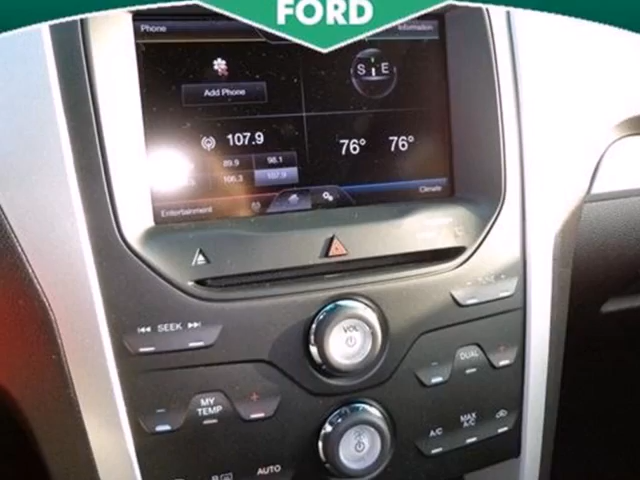 FORD
Phone
Information
S E
Add Phone
107.9
76° 76°
89.9 98.1
106.3 107.9
Entertainment
Climate
SEEK
VOL
DUAL
MY
TEMP
MAX
A/C
A/C
AUTO